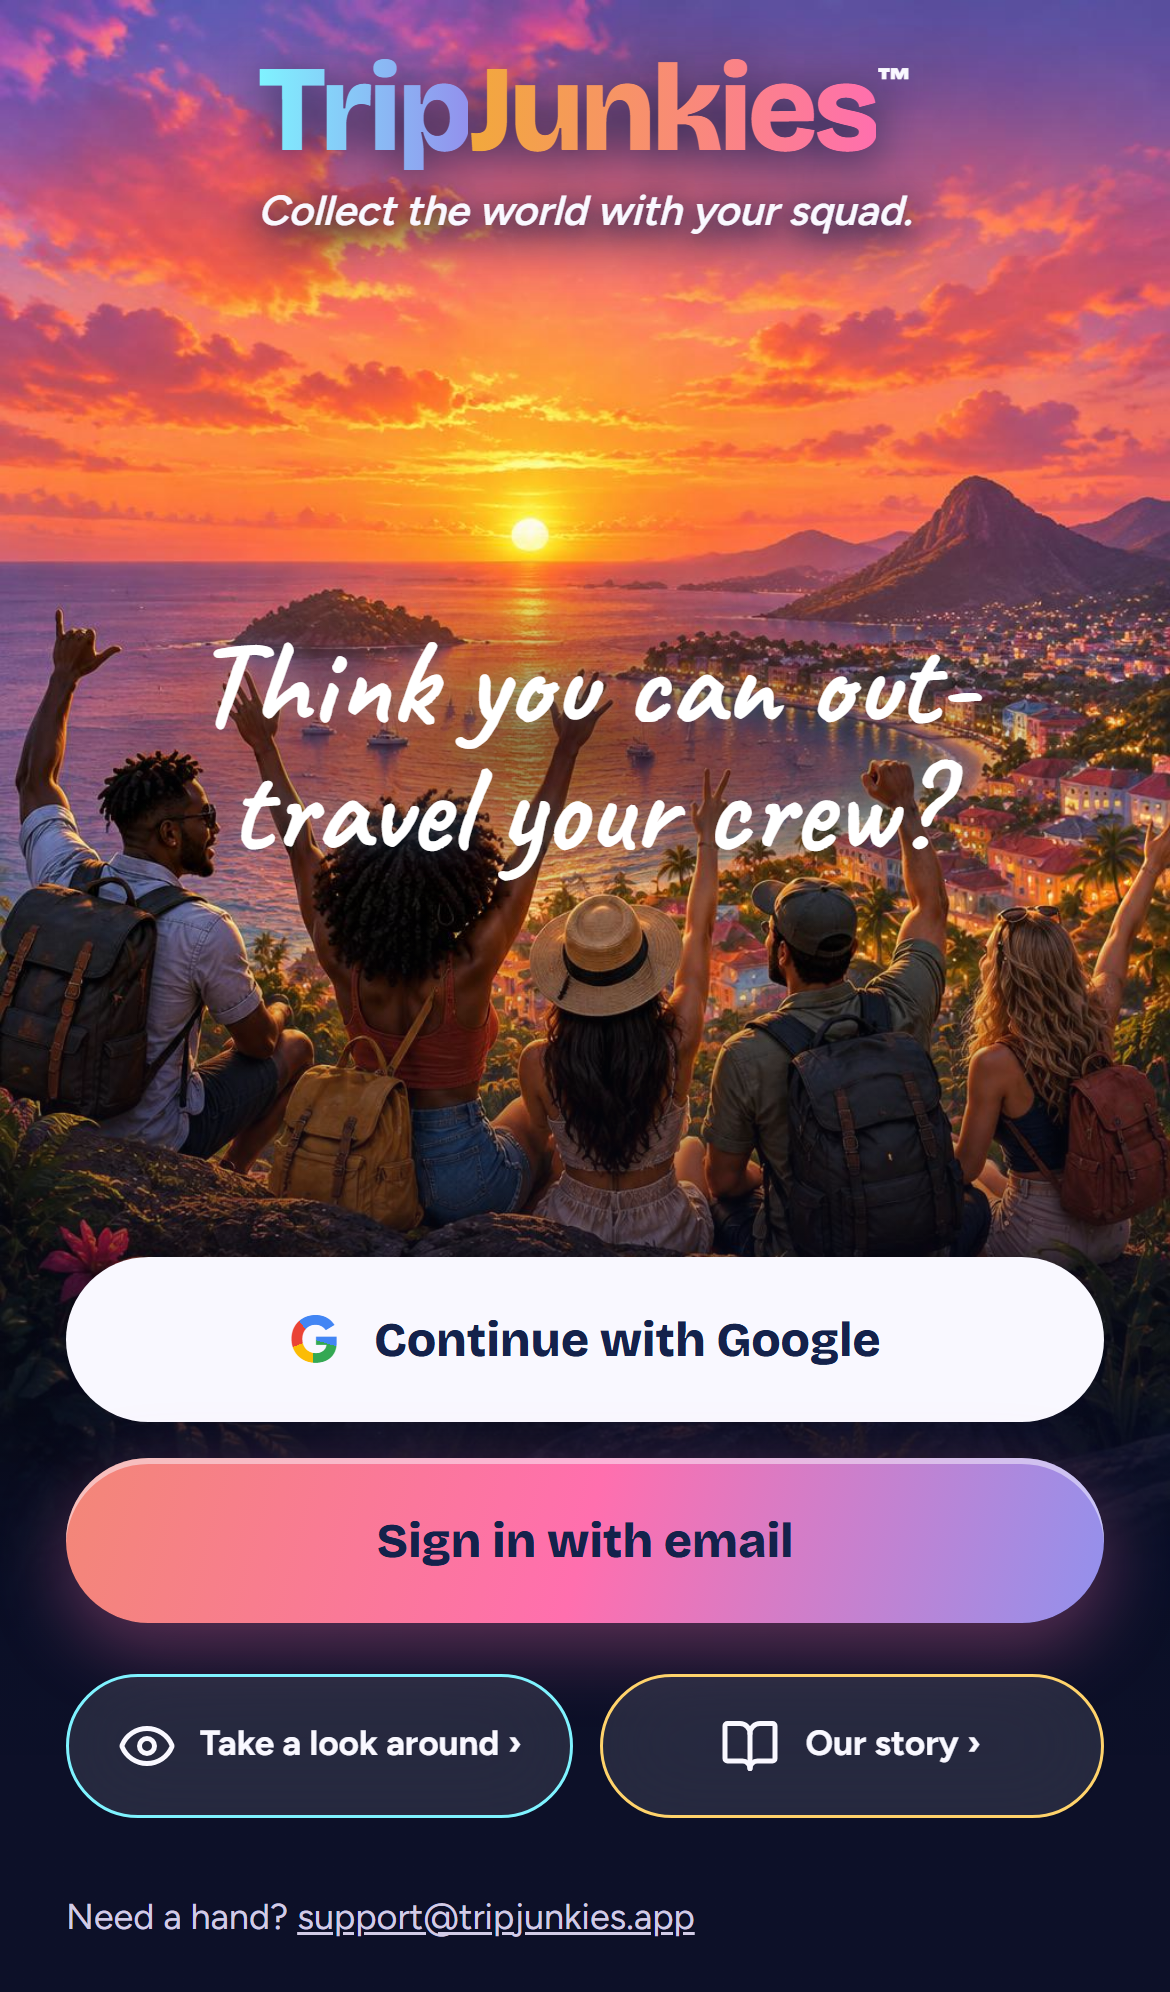 TripJunkies™
Collect the world with your squad.
Think you can out-
travel your crew?
Continue with Google
Sign in with email
Take a look around ›
Our story ›
Need a hand? support@tripjunkies.app